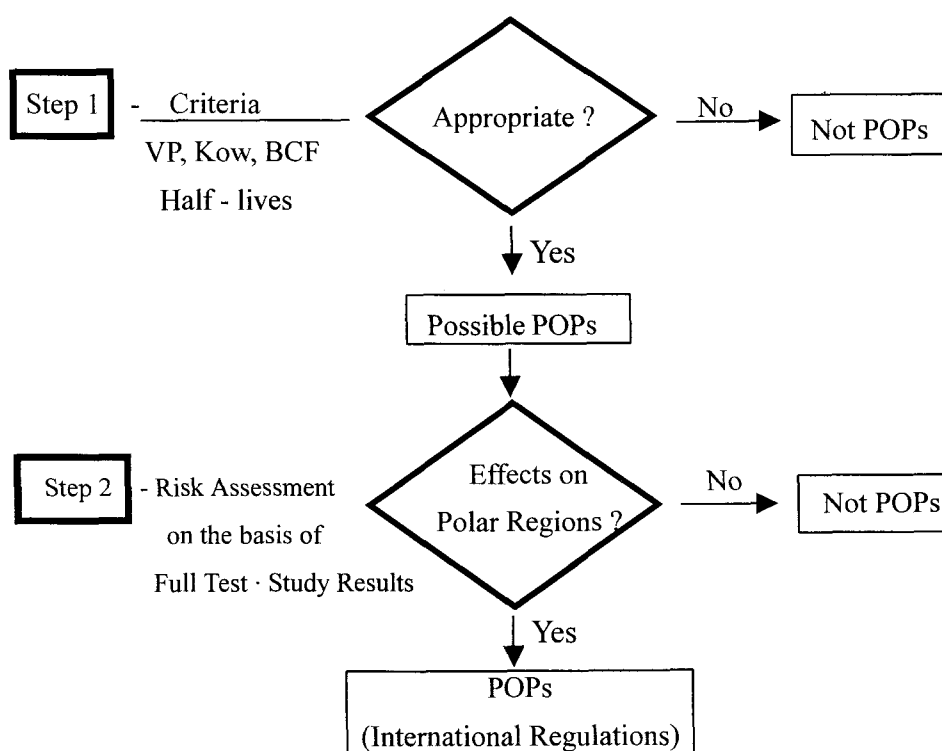 Step 1 - Criteria
VP, Kow, BCF
Half - lives
Appropriate ?
No
Not POPs
Yes
Possible POPs
Step 2 - Risk Assessment
on the basis of
Full Test · Study Results
Effects on
Polar Regions ?
No
Not POPs
Yes
POPs
(International Regulations)